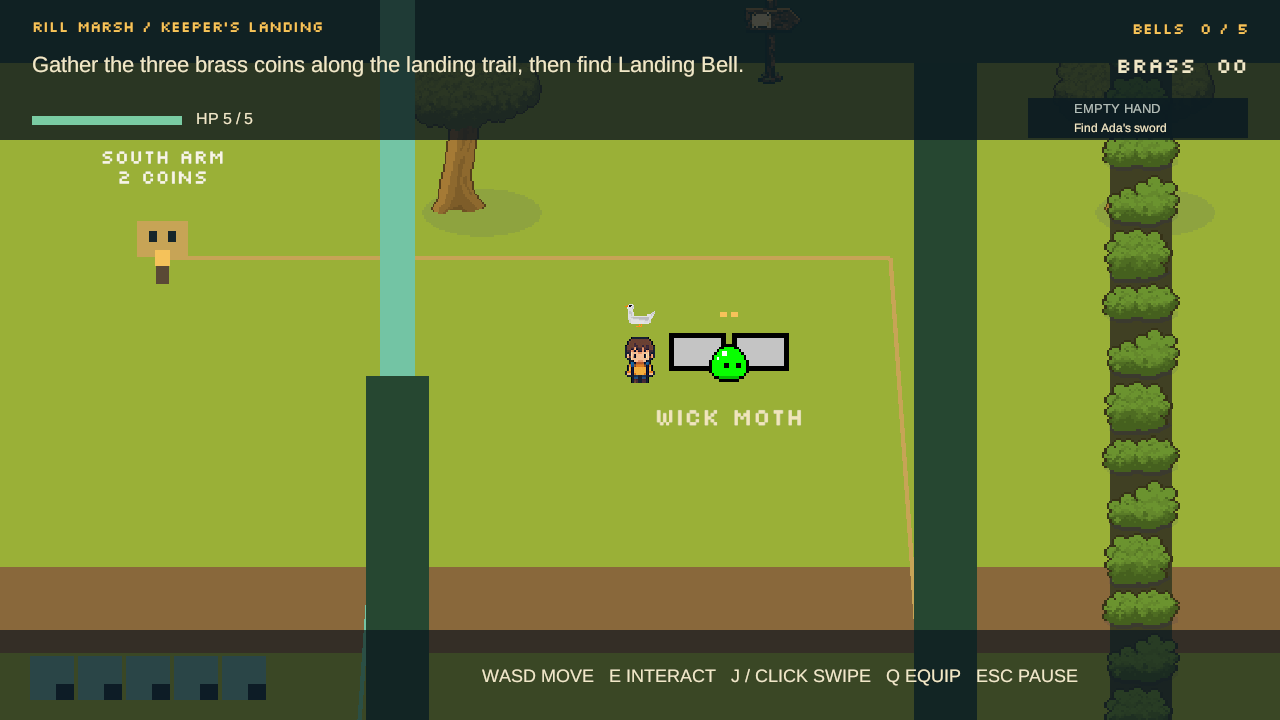 RILL MARSH / KEEPER'S LANDING
BELLS 0 / 5
Gather the three brass coins along the landing trail, then find Landing Bell.
BRASS 00
HP 5 / 5
EMPTY HAND
Find Ada's sword
SOUTH ARM
2 COINS
WICK MOTH
WASD MOVE E INTERACT J / CLICK SWIPE Q EQUIP ESC PAUSE